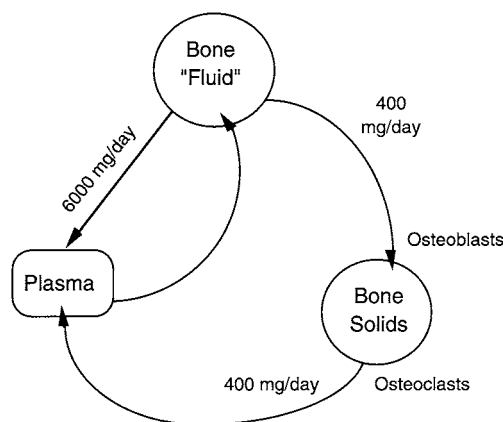 Bone
"Fluid"
400
mg/day
6000 mg/day
Osteoblasts
Plasma
Bone
Solids
400 mg/day
Osteoclasts